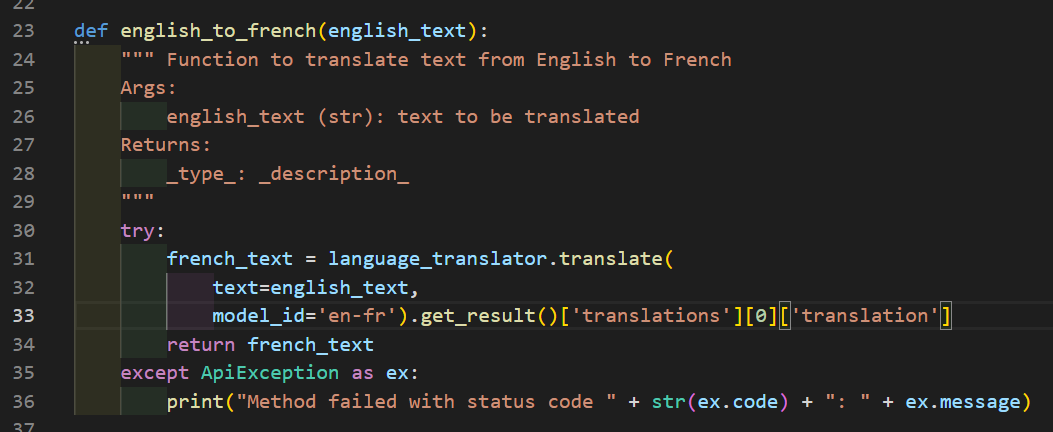 22
23 def english_to_french(english_text):
24     """ Function to translate text from English to French
25     Args:
26         english_text (str): text to be translated
27     Returns:
28         _type_: _description_
29     """
30     try:
31         french_text = language_translator.translate(
32             text=english_text,
33             model_id='en-fr').get_result()['translations'][0]['translation']
34         return french_text
35     except ApiException as ex:
36         print("Method failed with status code " + str(ex.code) + ": " + ex.message)
37